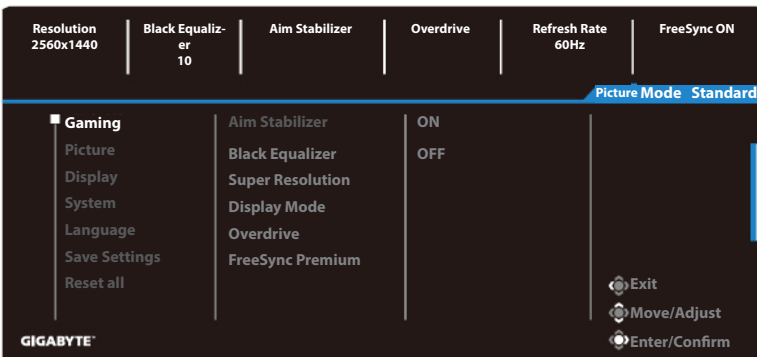 Resolution
2560x1440
Black Equaliz-
er
10
Aim Stabilizer
Overdrive
Refresh Rate
60Hz
FreeSync ON
Picture Mode Standard
Gaming
Picture
Display
System
Language
Save Settings
Reset all
Aim Stabilizer
Black Equalizer
Super Resolution
Display Mode
Overdrive
FreeSync Premium
ON
OFF
Exit
Move/Adjust
Enter/Confirm
GIGABYTE™